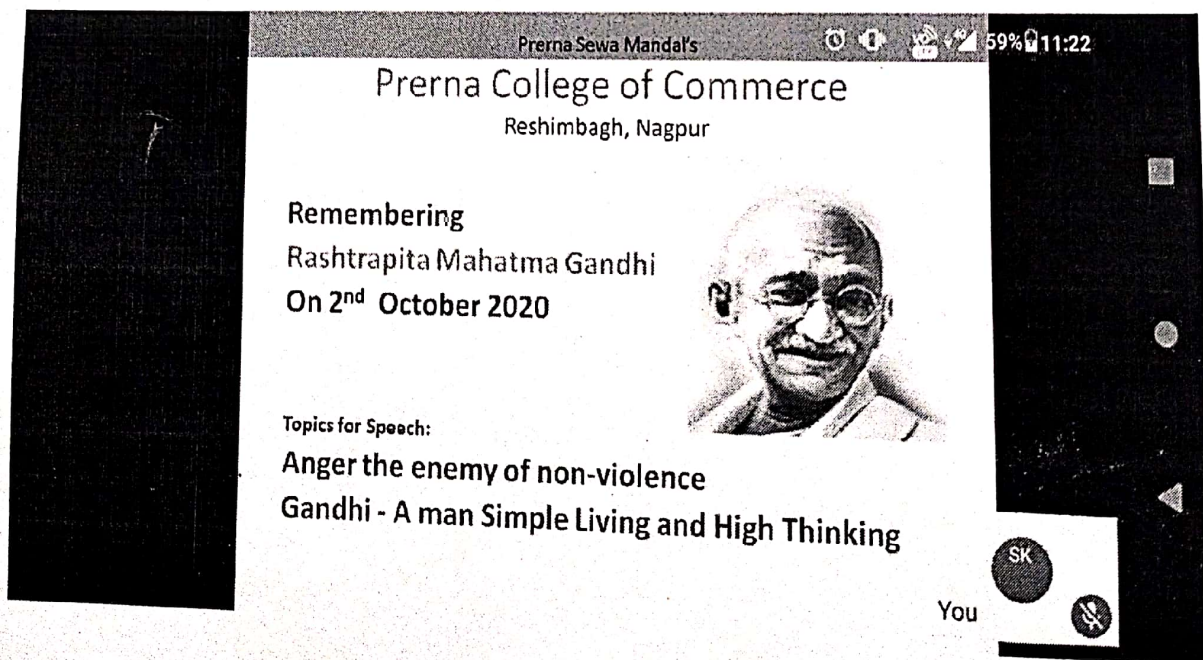 Prerna Sewa Mandal's
59% 11:22
Prerna College of Commerce
Reshimbagh, Nagpur
Remembering
Rashtrapita Mahatma Gandhi
On 2nd October 2020
Topics for Speech:
Anger the enemy of non-violence
Gandhi - A man Simple Living and High Thinking
SK
You